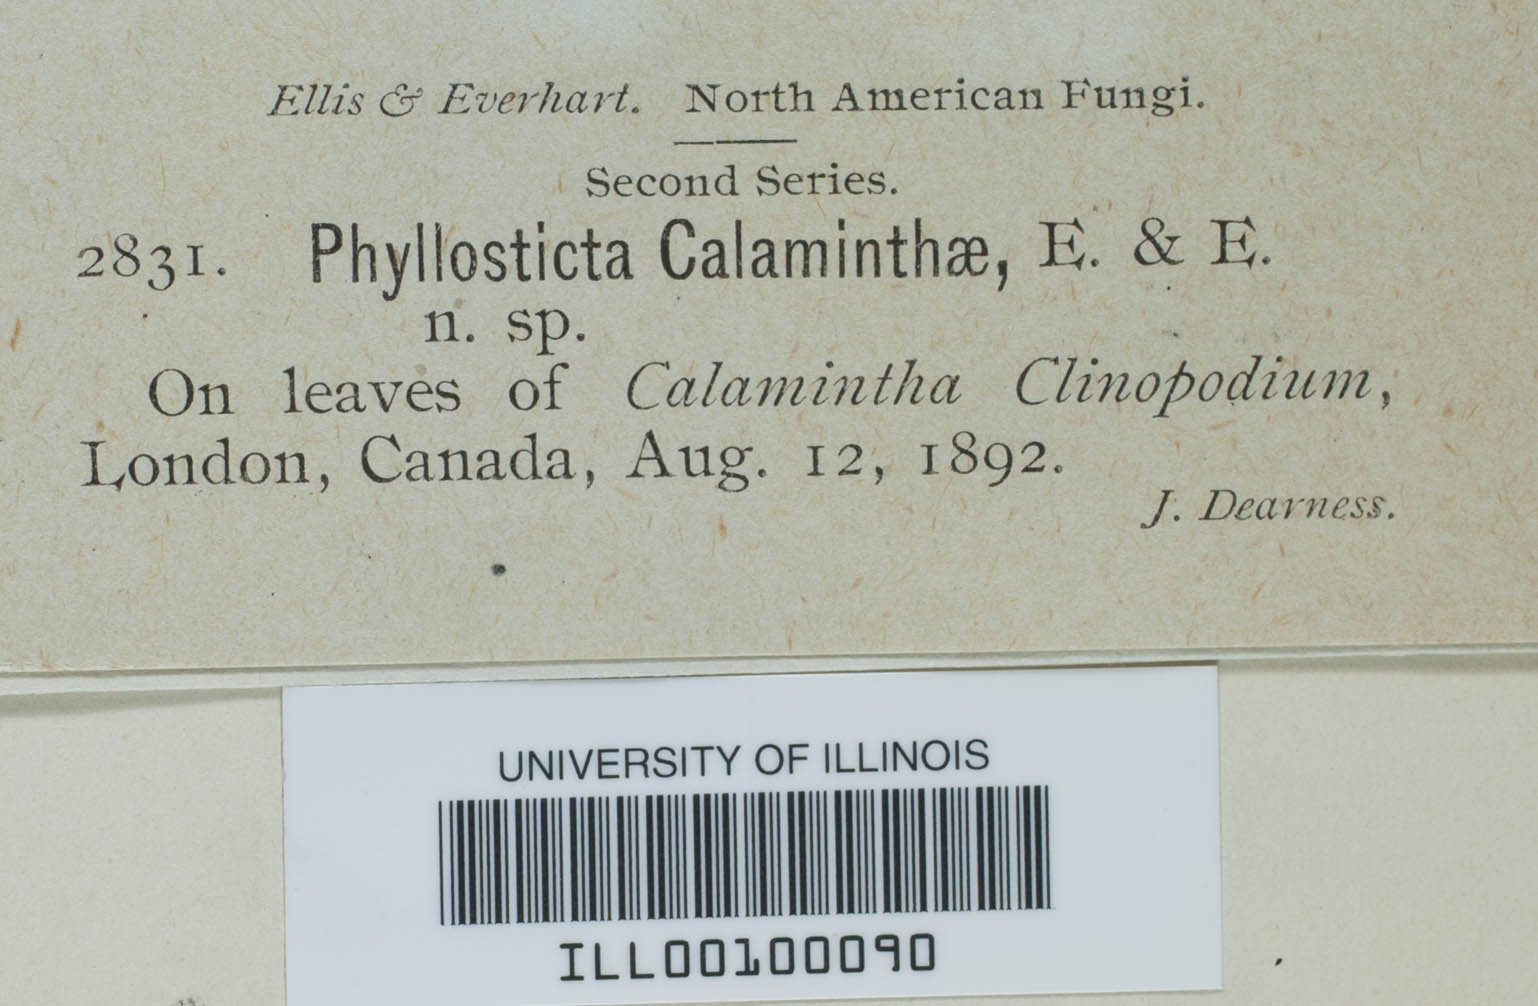 Ellis & Everhart. North American Fungi.
Second Series.
2831. Phyllosticta Calaminthæ, E. & E.
n. sp.
On leaves of Calamintha Clinopodium,
London, Canada, Aug. 12, 1892.
J. Dearness.
UNIVERSITY OF ILLINOIS
ILL00100090